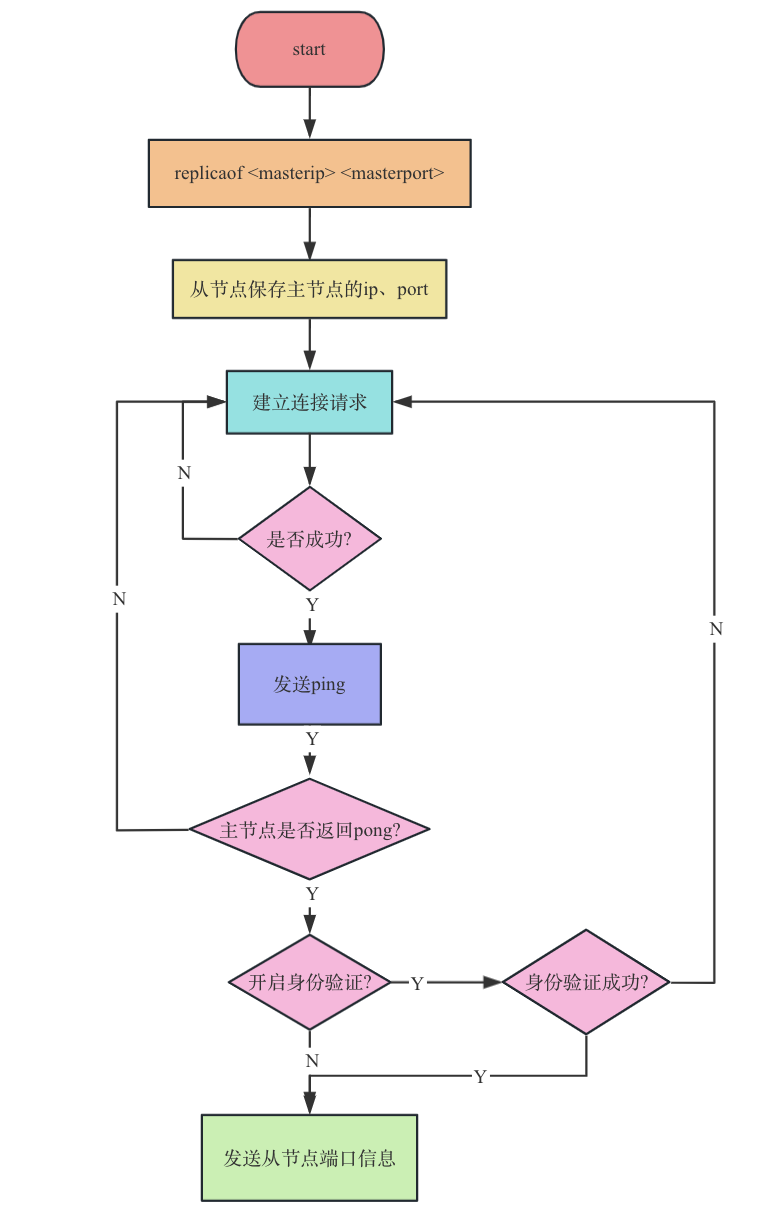 start
replicaof <masterip> <masterport>
从节点保存主节点的ip、port
建立连接请求
N
是否成功?
N
Y
N
发送ping
Y
主节点是否返回pong?
Y
开启身份验证?
Y
身份验证成功?
N
Y
发送从节点端口信息